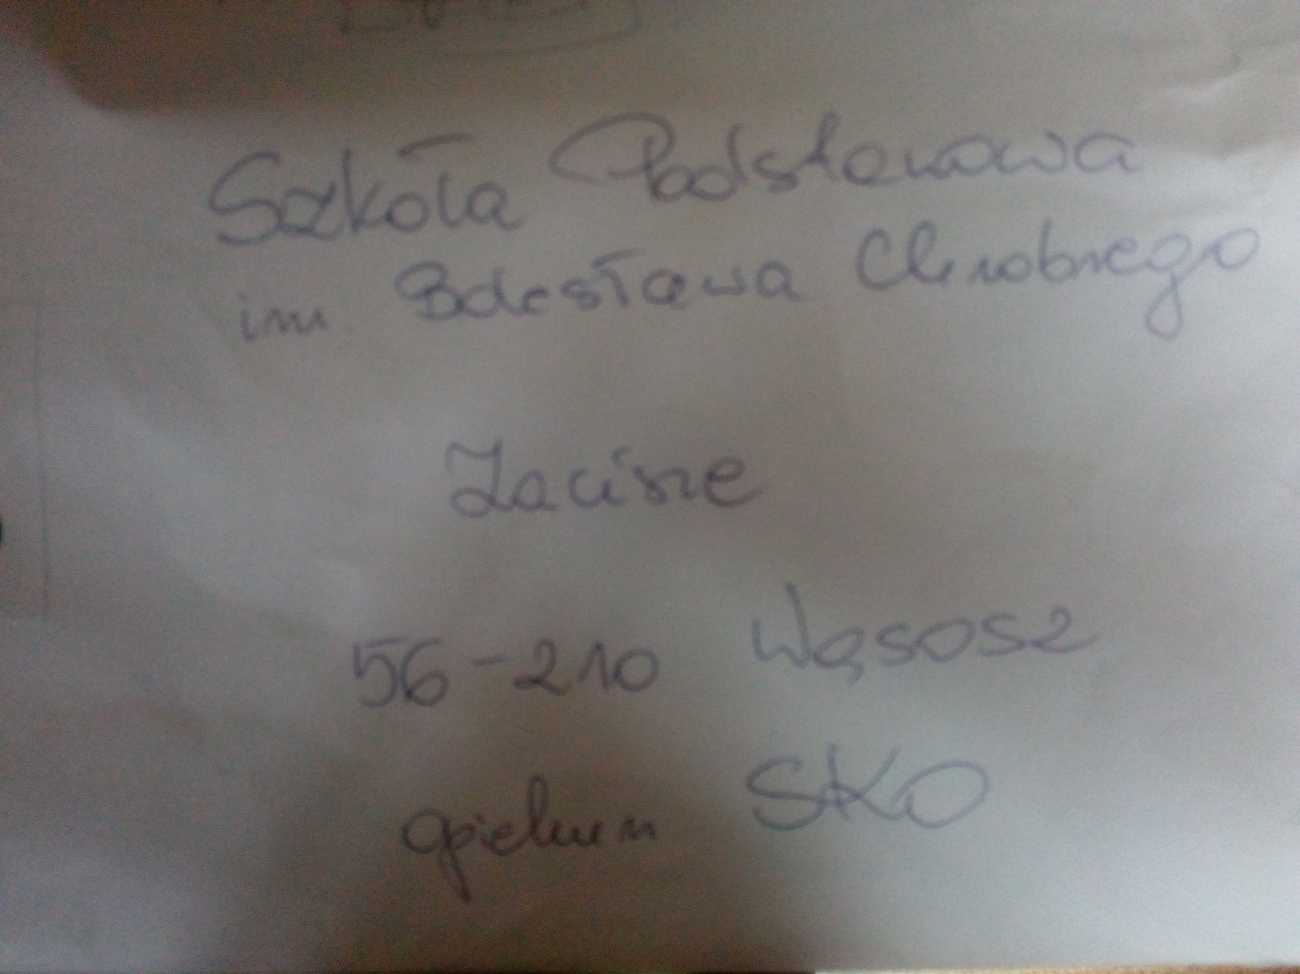 Szkoła Podstawowa
im. Bolesława Chrobrego
Zacisze
56-210 Wąsosz
opiekun SKO